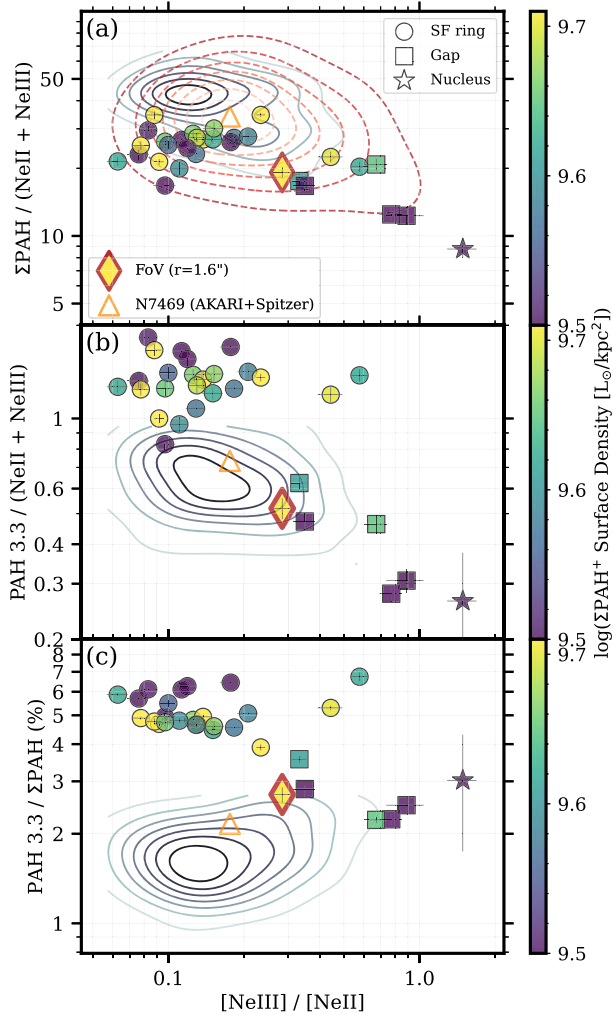 (a)
SF ring
Gap
Nucleus
50
10
5
ΣPAH / (NeII + NeIII)
FoV (r=1.6")
N7469 (AKARI+Spitzer)
9.7
9.6
9.5
(b)
1
0.6
0.4
0.3
0.2
PAH 3.3 / (NeII + NeIII)
9.7
9.6
9.5
log(ΣPAH⁺ Surface Density [L⊙/kpc²])
(c)
8
7
6
5
4
3
2
1
PAH 3.3 / ΣPAH (%)
9.7
9.6
9.5
0.1
1.0
[NeIII] / [NeII]